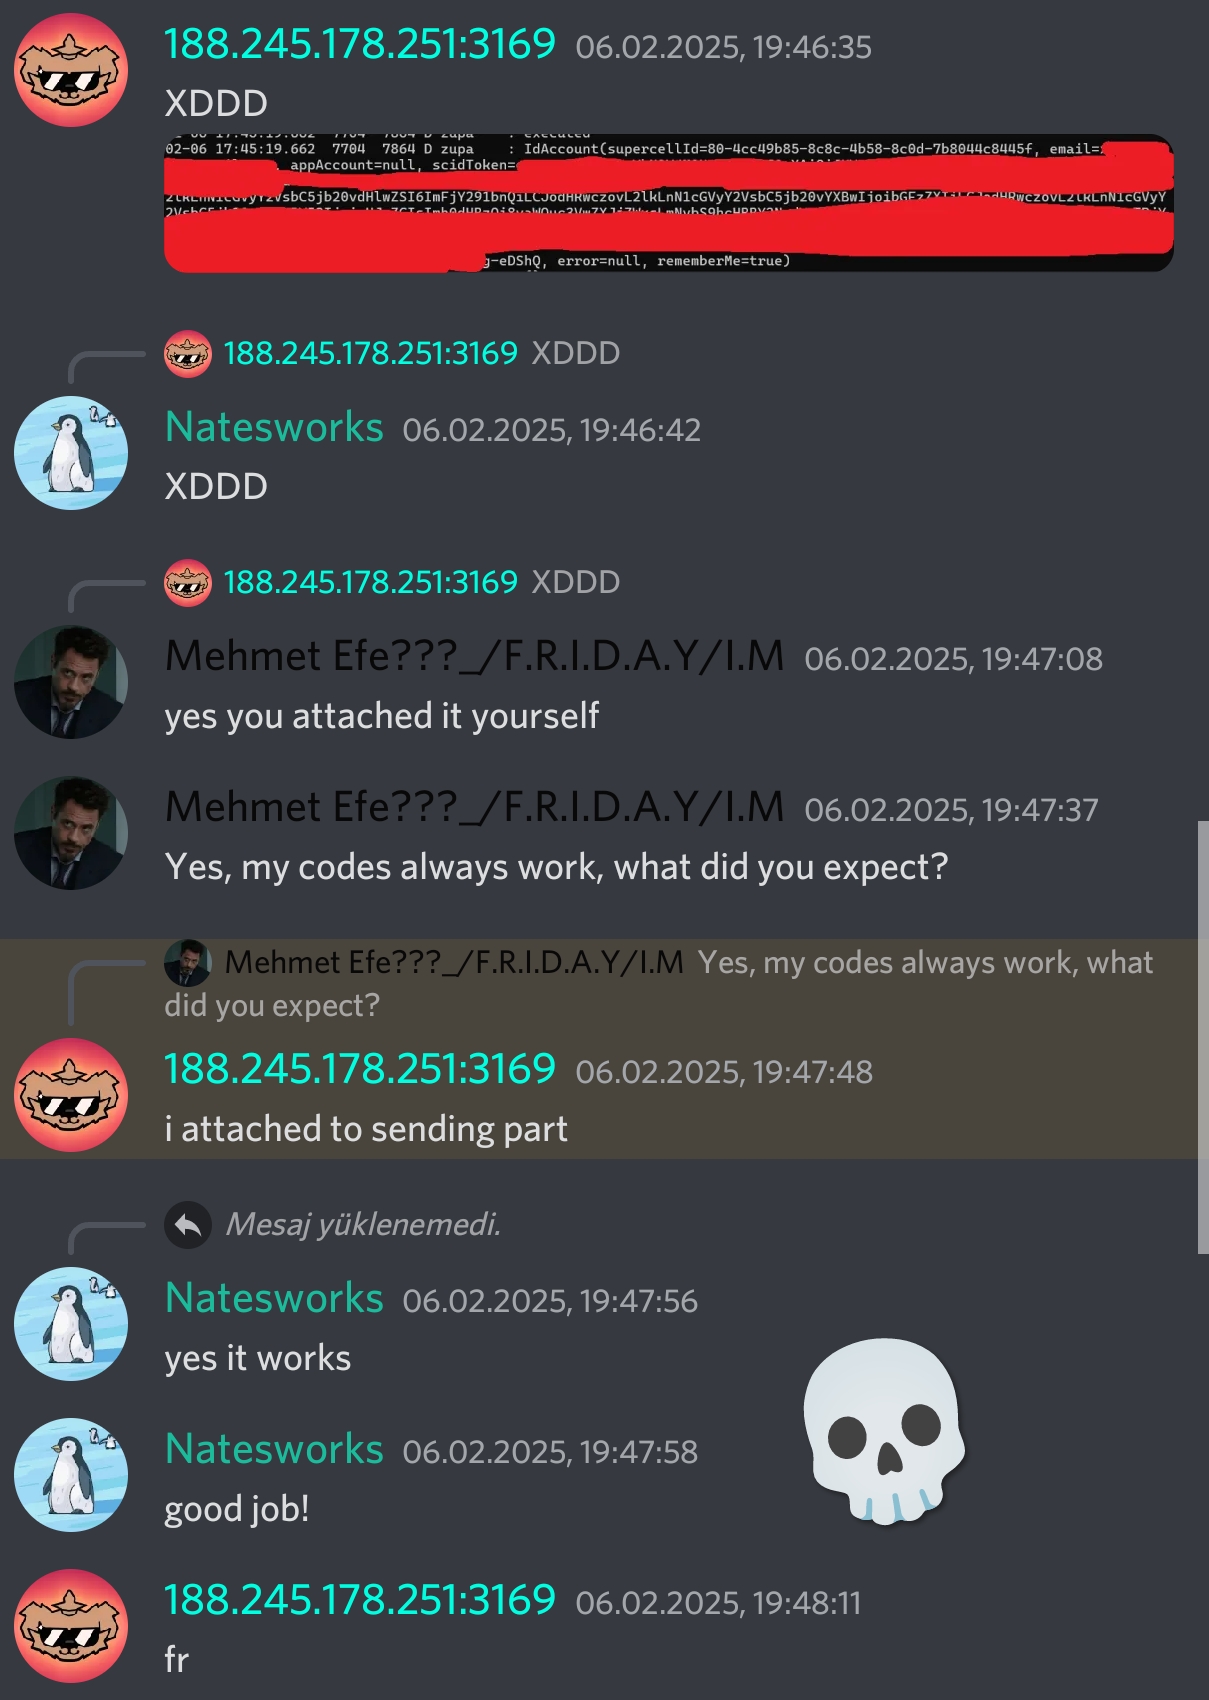 188.245.178.251:3169 06.02.2025, 19:46:35
XDDD
02-06 17:45:19.662 7704 7864 D zupa : IdAccount(supercellId=80-4cc49b85-8c8c-4b58-8c0d-7b8044c8445f, email=
, appAccount=null, scidToken=
g-eDShQ, error=null, rememberMe=true)
188.245.178.251:3169 XDDD
Natesworks 06.02.2025, 19:46:42
XDDD
188.245.178.251:3169 XDDD
Mehmet Efe???_/F.R.I.D.A.Y/I.M 06.02.2025, 19:47:08
yes you attached it yourself
Mehmet Efe???_/F.R.I.D.A.Y/I.M 06.02.2025, 19:47:37
Yes, my codes always work, what did you expect?
Mehmet Efe???_/F.R.I.D.A.Y/I.M Yes, my codes always work, what
did you expect?
188.245.178.251:3169 06.02.2025, 19:47:48
i attached to sending part
Mesaj yüklenemedi.
Natesworks 06.02.2025, 19:47:56
yes it works
Natesworks 06.02.2025, 19:47:58
good job!
188.245.178.251:3169 06.02.2025, 19:48:11
fr